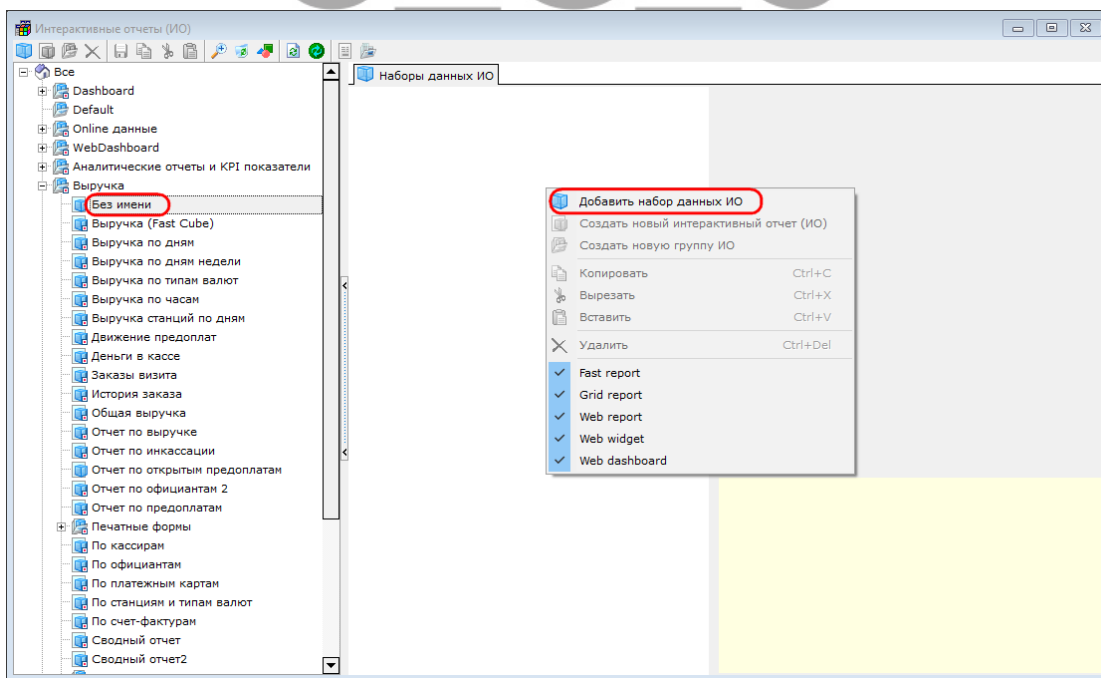 Интерактивные отчеты (ИО)
Все
Dashboard
Default
Online данные
WebDashboard
Аналитические отчеты и KPI показатели
Выручка
Без имени
Выручка (Fast Cube)
Выручка по дням
Выручка по дням недели
Выручка по типам валют
Выручка по часам
Выручка станций по дням
Движение предоплат
Деньги в кассе
Заказы визита
История заказа
Общая выручка
Отчет по выручке
Отчет по инкассации
Отчет по открытым предоплатам
Отчет по официантам 2
Отчет по предоплатам
Печатные формы
По кассирам
По официантам
По платежным картам
По станциям и типам валют
По счет-фактурам
Сводный отчет
Сводный отчет2
Наборы данных ИО
Добавить набор данных ИО
Создать новый интерактивный отчет (ИО)
Создать новую группу ИО
Копировать Ctrl+C
Вырезать Ctrl+X
Вставить Ctrl+V
Удалить Ctrl+Del
Fast report
Grid report
Web report
Web widget
Web dashboard